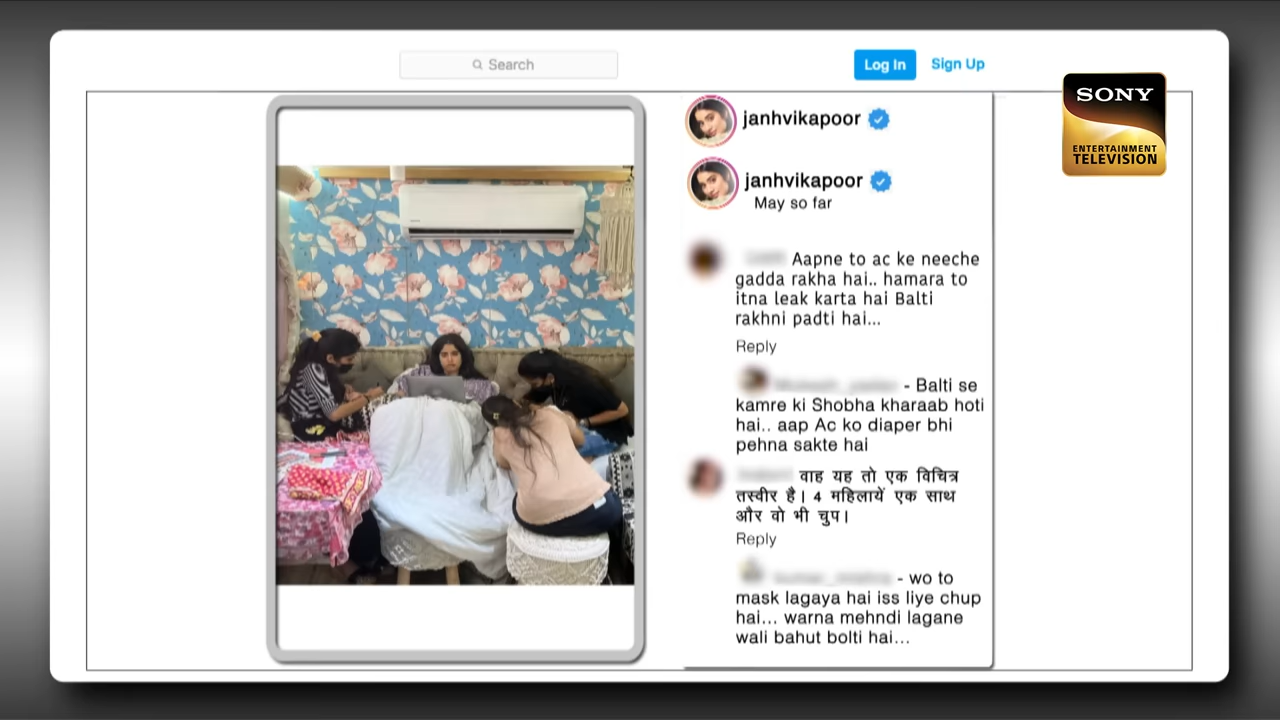 Search
Log In
Sign Up
SONY
ENTERTAINMENT
TELEVISION
janhvikapoor
janhvikapoor
May so far
Aapne to ac ke neeche
gadda rakha hai.. hamara to
itna leak karta hai Balti
rakhni padti hai...
Reply
- Balti se
kamre ki Shobha kharaab hoti
hai.. aap Ac ko diaper bhi
pehna sakte hai
वाह यह तो एक विचित्र
तस्वीर है। 4 महिलायें एक साथ
और वो भी चुप।
Reply
- wo to
mask lagaya hai iss liye chup
hai... warna mehndi lagane
wali bahut bolti hai...